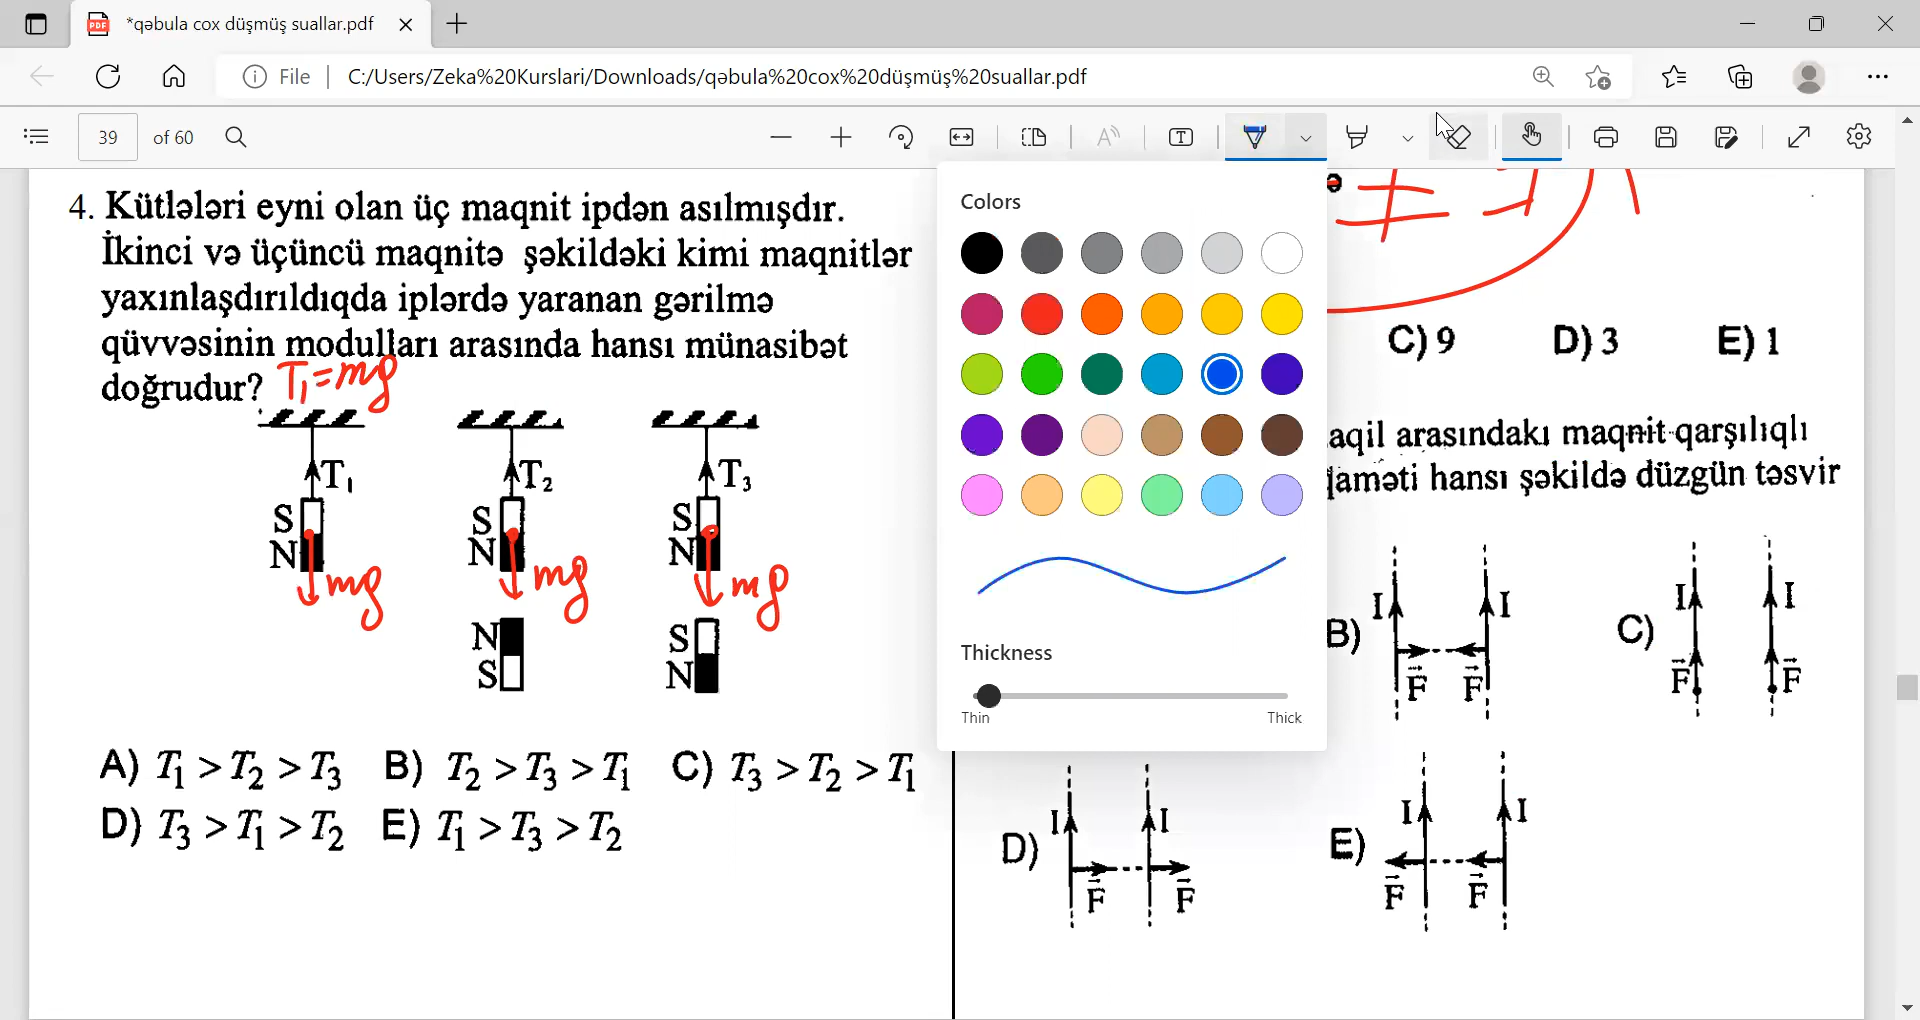 *qəbula cox düşmüş suallar.pdf
File
C:/Users/Zeka%20Kurslari/Downloads/qəbula%20cox%20düşmüş%20suallar.pdf
39 of 60
4. Kütlələri eyni olan üç maqnit ipdən asılmışdır.
İkinci və üçüncü maqnitə şəkildəki kimi maqnitlər
yaxınlaşdırıldıqda iplərdə yaranan gərilmə
qüvvəsinin modulları arasında hansı münasibət
doğrudur? T₁=mg
T₁ T₂ T₃
S S S
N N N
mg mg mg
N S
S N
A) T₁ > T₂ > T₃ B) T₂ > T₃ > T₁ C) T₃ > T₂ > T₁
D) T₃ > T₁ > T₂ E) T₁ > T₃ > T₂
Colors
Thickness
Thin Thick
ə
C) 9 D) 3 E) 1
aqil arasındakı maqnit qarşılıqlı
qaməti hansı şəkildə düzgün təsvir
B) I I F F
C) I I F F
D) I I F F
E) I I F F